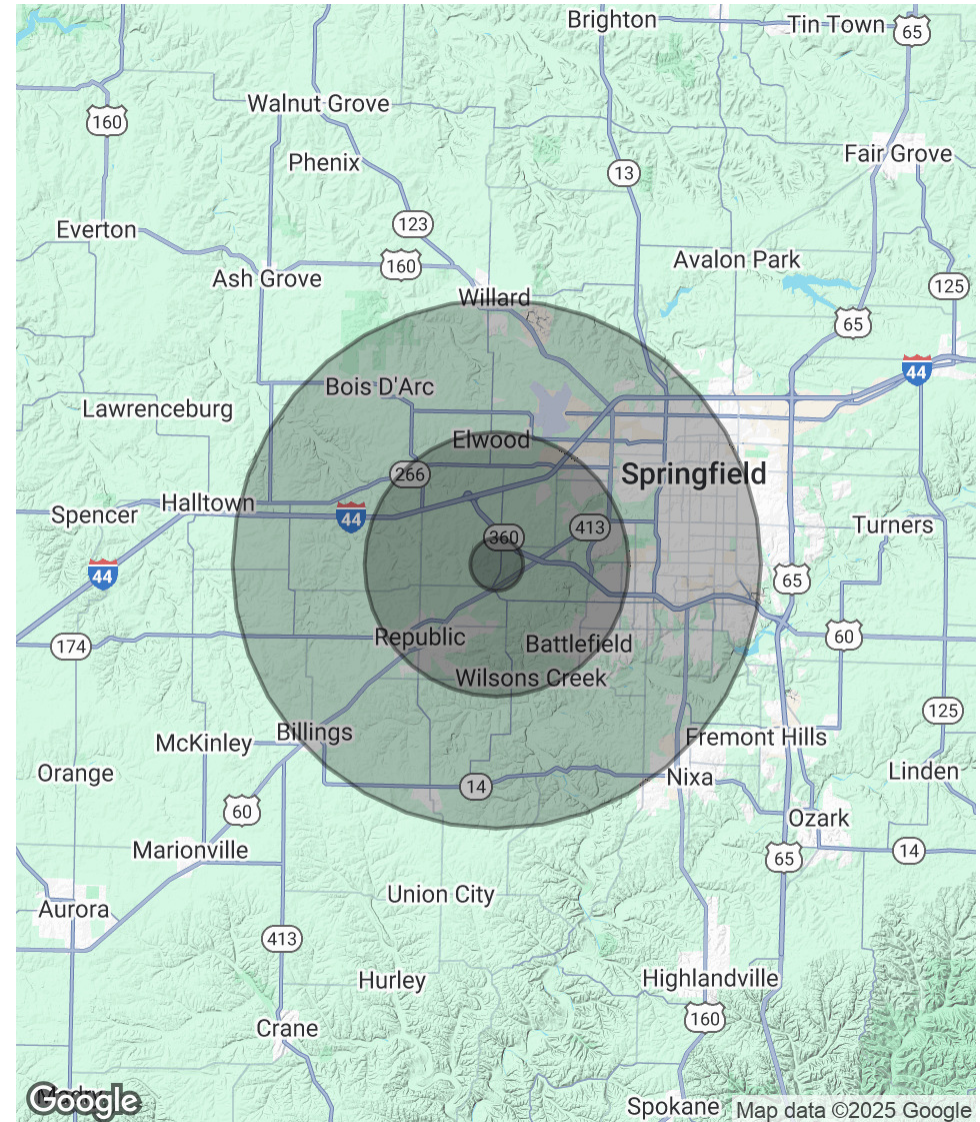 Brighton
Tin Town
65
160
Walnut Grove
Phenix
13
Fair Grove
Everton
123
Ash Grove
160
Avalon Park
125
Willard
65
44
Bois D'Arc
Lawrenceburg
Elwood
266
Springfield
Halltown
Spencer
44
413
Turners
360
44
65
174
Republic
Battlefield
60
Wilsons Creek
125
McKinley
Billings
Fremont Hills
Orange
Nixa
Linden
60
14
Ozark
Marionville
65
14
Union City
Aurora
413
Hurley
Highlandville
160
Crane
Google
Spokane
Map data ©2025 Google